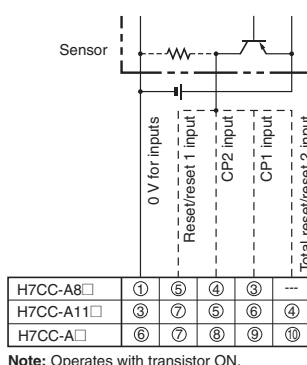 Sensor
0 V for inputs
Reset/reset 1 input
CP2 input
CP1 input
Total reset/reset 2 input
H7CC-A8□ ① ⑤ ④ ③ ---
H7CC-A11□ ③ ⑦ ⑤ ⑥ ④
H7CC-A□ ⑥ ⑦ ⑧ ⑨ ⑩
Note: Operates with transistor ON.